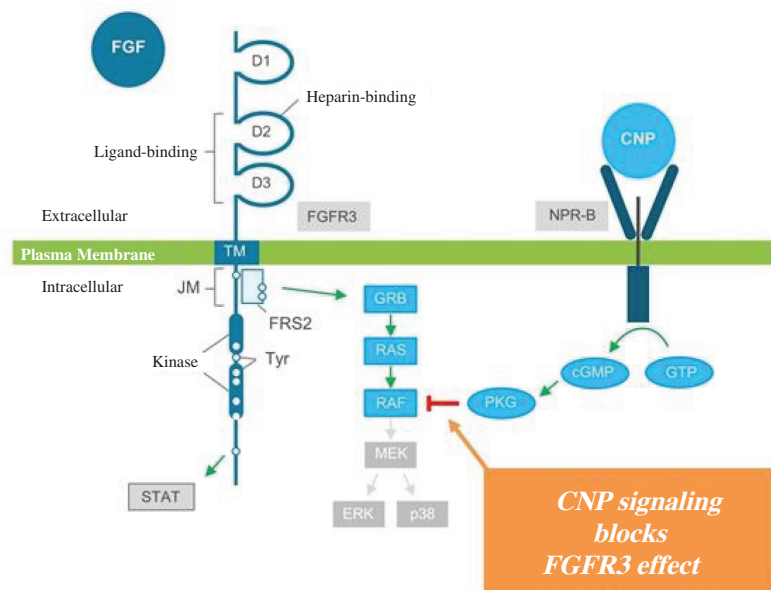 FGF
D1
Heparin-binding
D2
Ligand-binding
D3
CNP
Extracellular
FGFR3
NPR-B
Plasma Membrane
TM
Intracellular
JM
GRB
FRS2
RAS
Kinase
Tyr
cGMP
GTP
RAF
PKG
MEK
STAT
ERK
p38
CNP signaling
blocks
FGFR3 effect